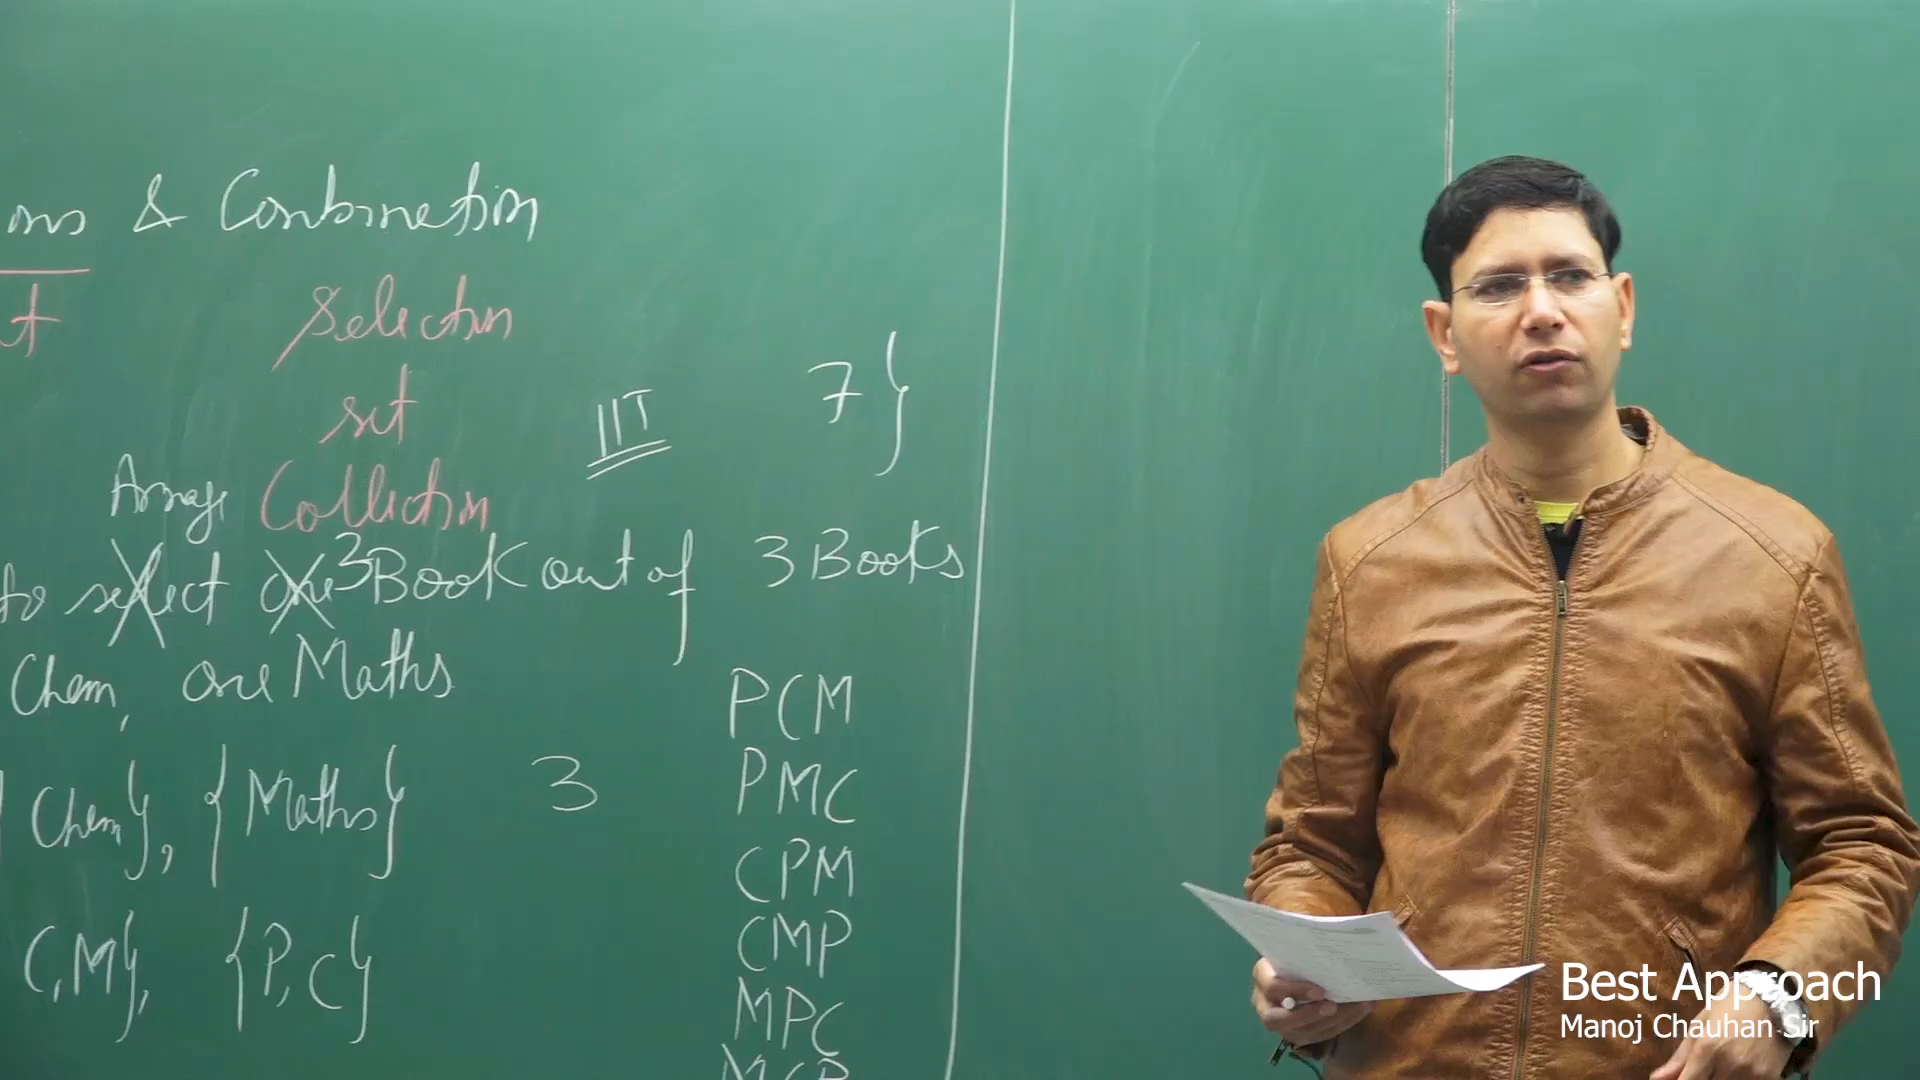 ons & Combination
t Selection
set
IIT 7}
Arrange Collection
to select one 3 Book out of 3 Books
Chem, one Maths
PCM
Chem}, {Maths} 3
PMC
CPM
C,M}, {P,C}
CMP
MPC
MCP
Best Approach
Manoj Chauhan Sir